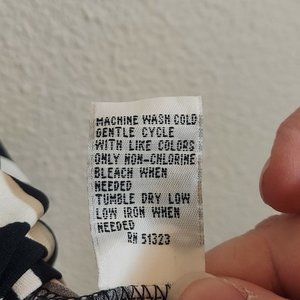 MACHINE WASH COLD
GENTLE CYCLE
WITH LIKE COLORS
ONLY NON-CHLORINE
BLEACH WHEN
NEEDED
TUMBLE DRY LOW
LOW IRON WHEN
NEEDED
RN 51323